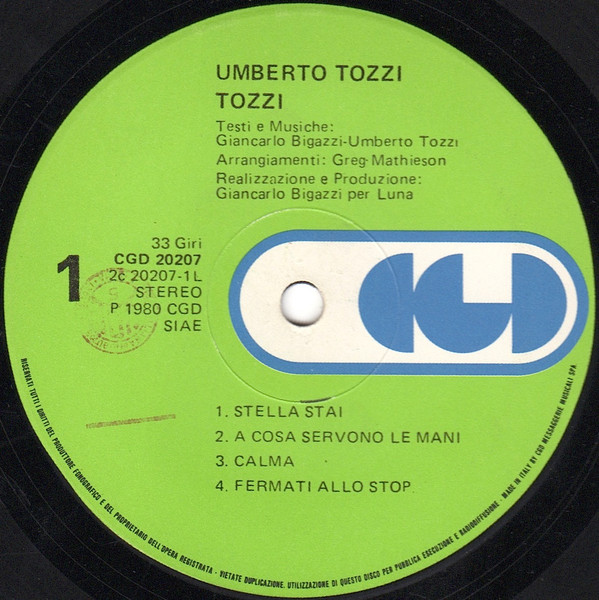 UMBERTO TOZZI
TOZZI
Testi e Musiche:
Giancarlo Bigazzi-Umberto Tozzi
Arrangiamenti: Greg Mathieson
Realizzazione e Produzione:
Giancarlo Bigazzi per Luna
33 Giri
CGD 20207
2c 20207-1L
STEREO
P 1980 CGD
SIAE
1
1. STELLA STAI
2. A COSA SERVONO LE MANI
3. CALMA
4. FERMATI ALLO STOP
RISERVATI TUTTI I DIRITTI DEL PRODUTTORE FONOGRAFICO E DEL PROPRIETARIO DELL'OPERA REGISTRATA - VIETATE DUPLICAZIONE. UTILIZZAZIONE DI QUESTO DISCO PER PUBBLICA ESECUZIONE E RADIODIFFUSIONE - MADE IN ITALY BY CGD MESSAGGERIE MUSICALI SPA.